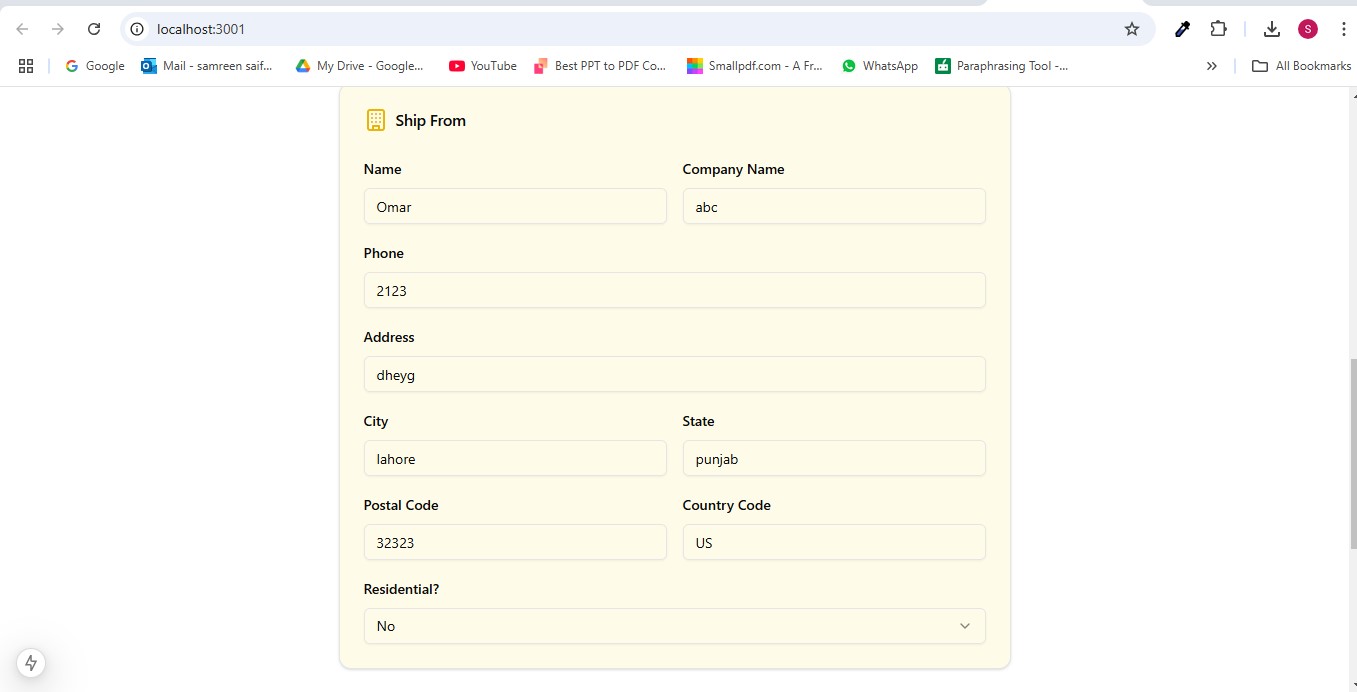 localhost:3001
S
Google
Mail - samreen saif...
My Drive - Google...
YouTube
Best PPT to PDF Co...
Smallpdf.com - A Fr...
WhatsApp
Paraphrasing Tool -...
All Bookmarks
Ship From
Name
Company Name
Omar
abc
Phone
2123
Address
dheyg
City
State
lahore
punjab
Postal Code
Country Code
32323
US
Residential?
No